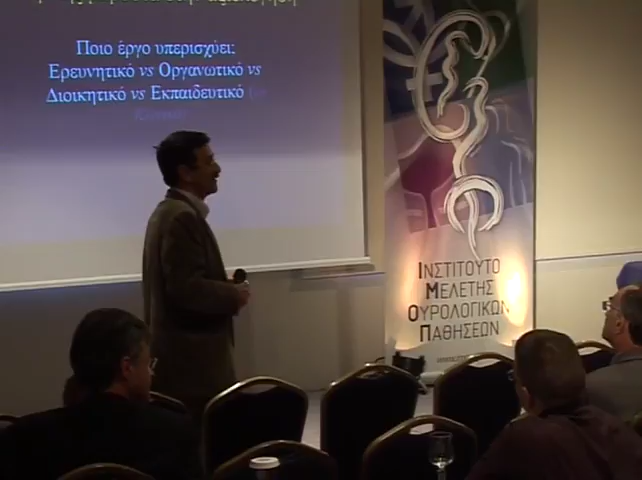 Ποιο έργο υπερισχύει;
Ερευνητικό vs Οργανωτικό vs
Διοικητικό vs Εκπαιδευτικό
ΙΝΣΤΙΤΟΥΤΟ
ΜΕΛΕΤΗΣ
ΟΥΡΟΛΟΓΙΚΩΝ
ΠΑΘΗΣΕΩΝ